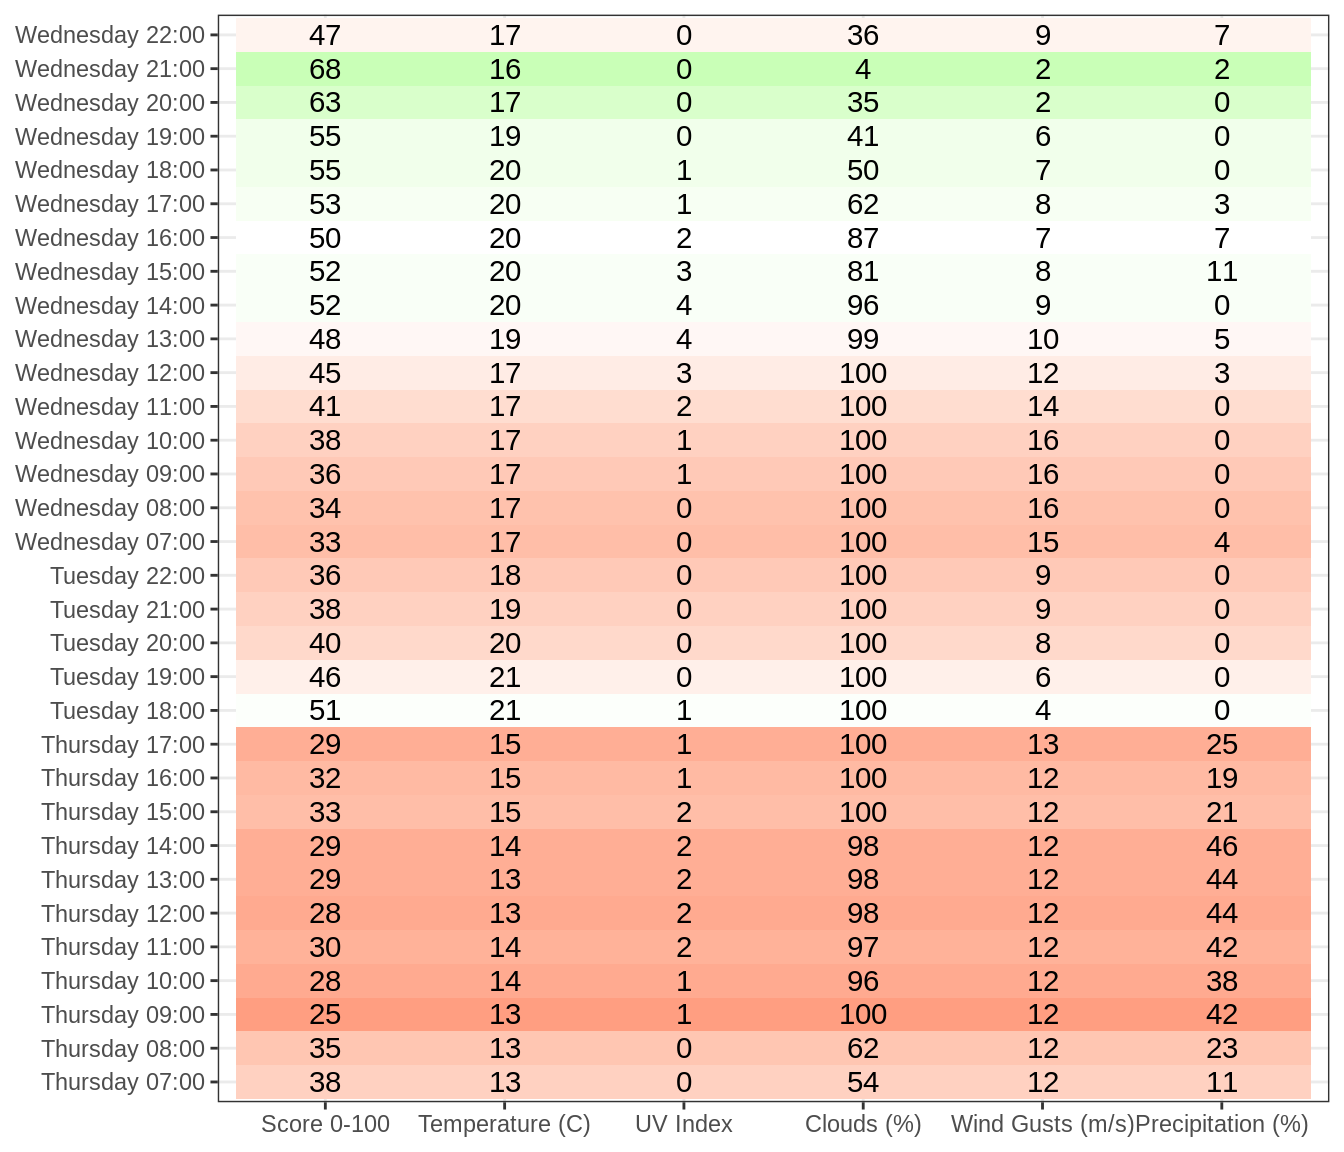 Wednesday 22:00 47 17 0 36 9 7
Wednesday 21:00 68 16 0 4 2 2
Wednesday 20:00 63 17 0 35 2 0
Wednesday 19:00 55 19 0 41 6 0
Wednesday 18:00 55 20 1 50 7 0
Wednesday 17:00 53 20 1 62 8 3
Wednesday 16:00 50 20 2 87 7 7
Wednesday 15:00 52 20 3 81 8 11
Wednesday 14:00 52 20 4 96 9 0
Wednesday 13:00 48 19 4 99 10 5
Wednesday 12:00 45 17 3 100 12 3
Wednesday 11:00 41 17 2 100 14 0
Wednesday 10:00 38 17 1 100 16 0
Wednesday 09:00 36 17 1 100 16 0
Wednesday 08:00 34 17 0 100 16 0
Wednesday 07:00 33 17 0 100 15 4
Tuesday 22:00 36 18 0 100 9 0
Tuesday 21:00 38 19 0 100 9 0
Tuesday 20:00 40 20 0 100 8 0
Tuesday 19:00 46 21 0 100 6 0
Tuesday 18:00 51 21 1 100 4 0
Thursday 17:00 29 15 1 100 13 25
Thursday 16:00 32 15 1 100 12 19
Thursday 15:00 33 15 2 100 12 21
Thursday 14:00 29 14 2 98 12 46
Thursday 13:00 29 13 2 98 12 44
Thursday 12:00 28 13 2 98 12 44
Thursday 11:00 30 14 2 97 12 42
Thursday 10:00 28 14 1 96 12 38
Thursday 09:00 25 13 1 100 12 42
Thursday 08:00 35 13 0 62 12 23
Thursday 07:00 38 13 0 54 12 11
Score 0-100 Temperature (C) UV Index Clouds (%) Wind Gusts (m/s) Precipitation (%)